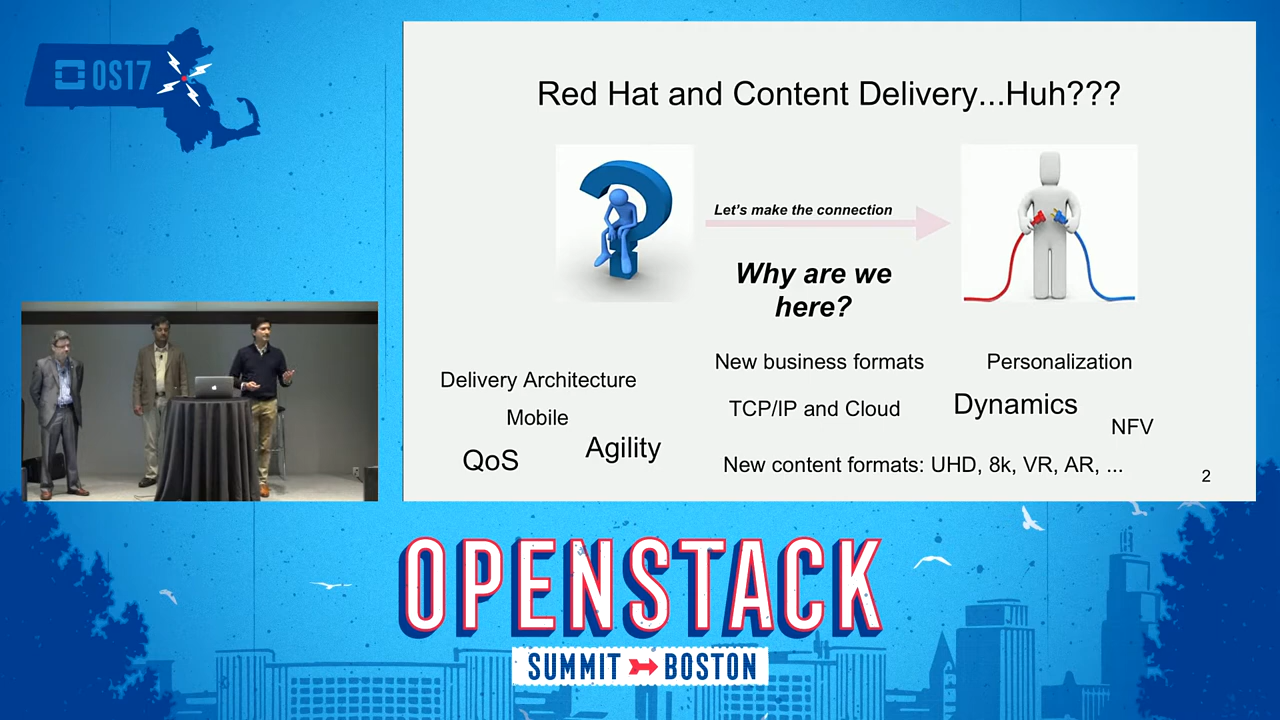 OS17
Red Hat and Content Delivery...Huh???
Let's make the connection
Why are we
here?
Delivery Architecture
Mobile
QoS
Agility
New business formats
TCP/IP and Cloud
Personalization
Dynamics
NFV
New content formats: UHD, 8k, VR, AR, ...
2
OPENSTACK
SUMMIT BOSTON